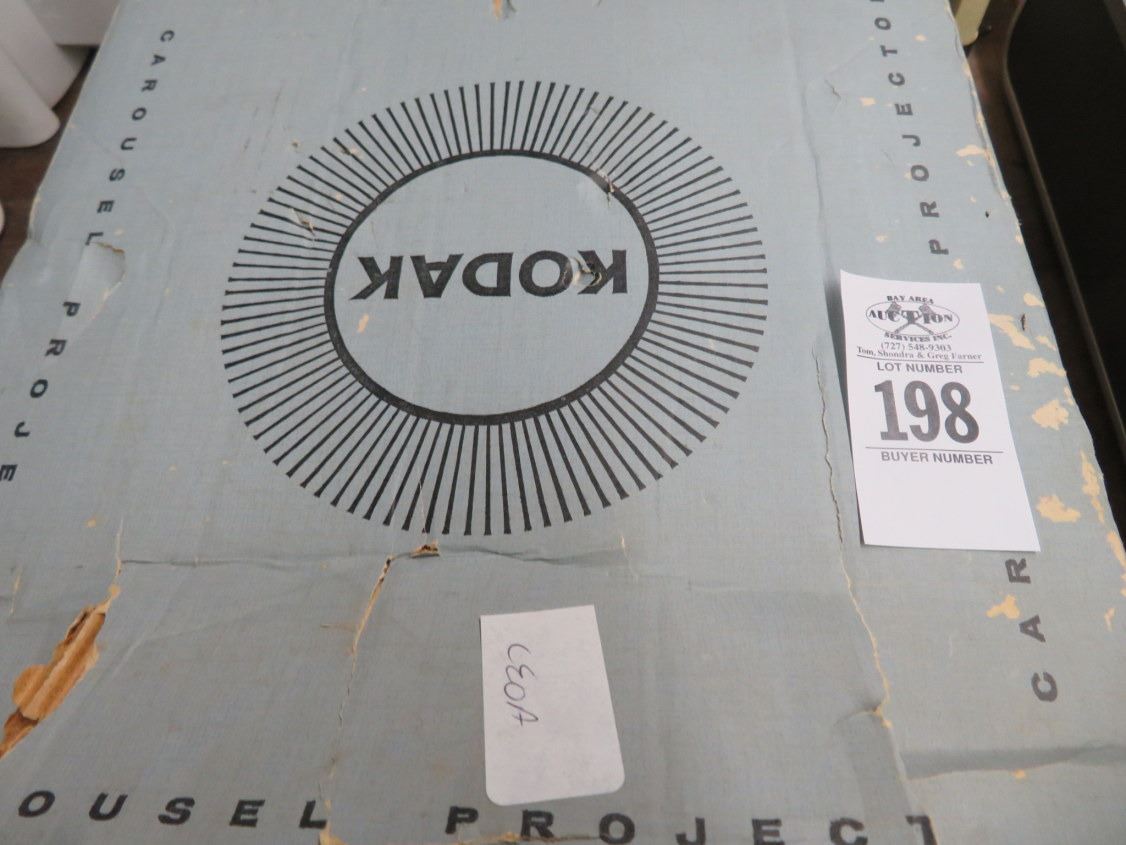 CAROUSEL PROJE
KODAK
PROJECTO
CAR
BAY AREA
AUCTION
SERVICES INC.
(727) 548-9303
Tom, Shondra & Greg Farner
LOT NUMBER
198
BUYER NUMBER
OUSEL PROJECT